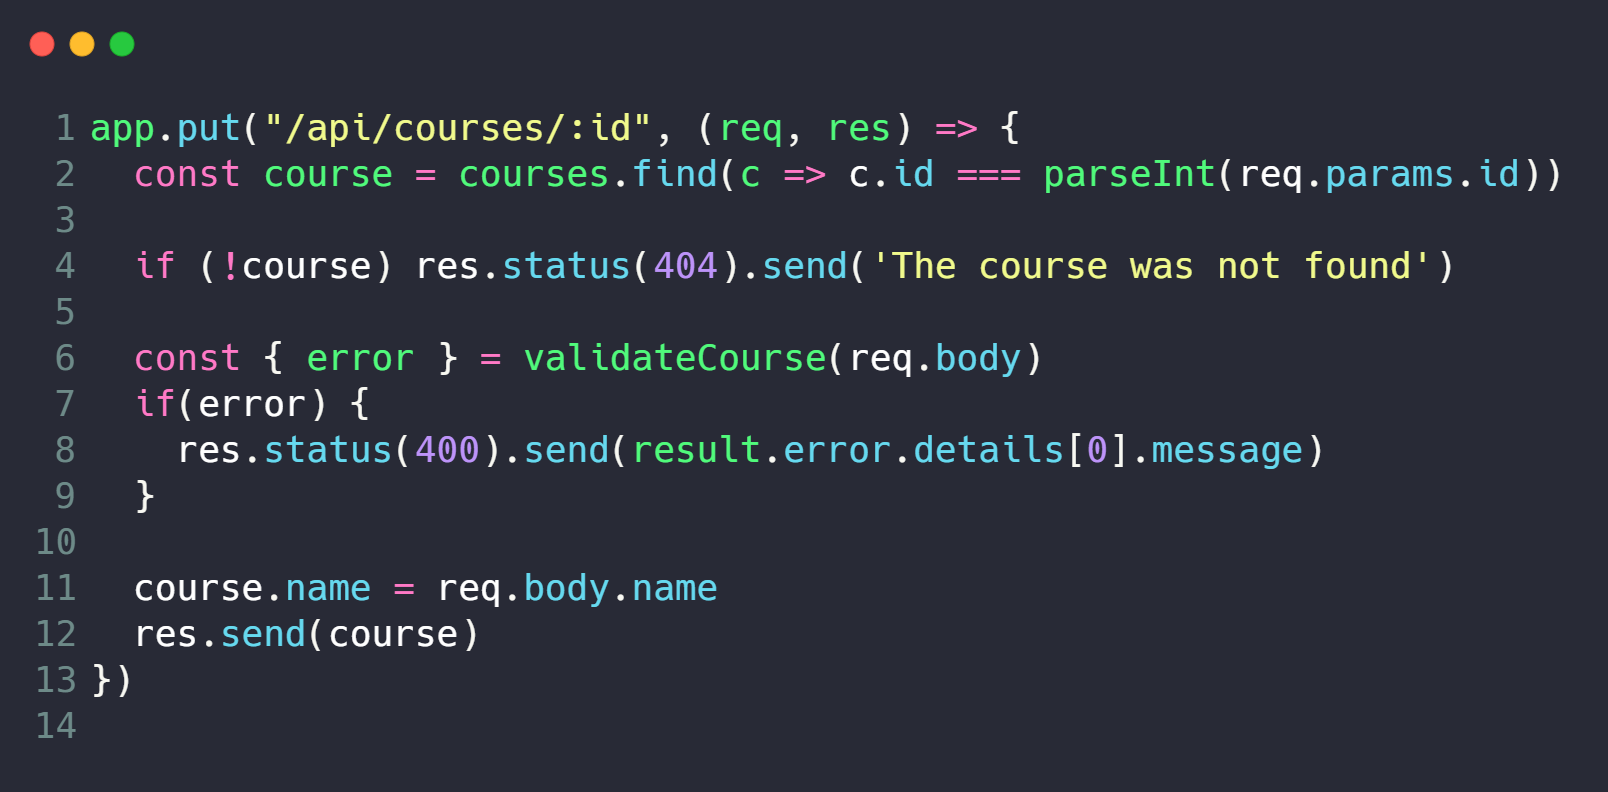 1 app.put("/api/courses/:id", (req, res) => {
2   const course = courses.find(c => c.id === parseInt(req.params.id))
3
4   if (!course) res.status(404).send('The course was not found')
5
6   const { error } = validateCourse(req.body)
7   if(error) {
8     res.status(400).send(result.error.details[0].message)
9   }
10
11   course.name = req.body.name
12   res.send(course)
13 })
14